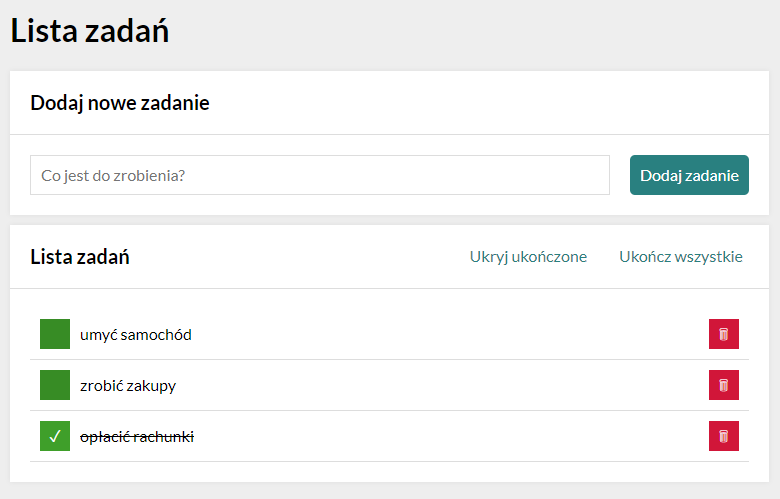 Lista zadań
Dodaj nowe zadanie
Co jest do zrobienia?
Dodaj zadanie
Lista zadań
Ukryj ukończone
Ukończ wszystkie
umyć samochód
zrobić zakupy
opłacić rachunki